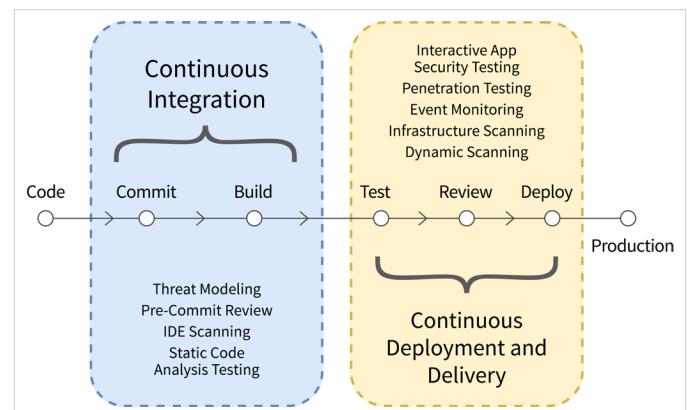 Continuous
Integration
Interactive App
Security Testing
Penetration Testing
Event Monitoring
Infrastructure Scanning
Dynamic Scanning
Code
Commit
Build
Test
Review
Deploy
Production
Threat Modeling
Pre-Commit Review
IDE Scanning
Static Code
Analysis Testing
Continuous
Deployment and
Delivery